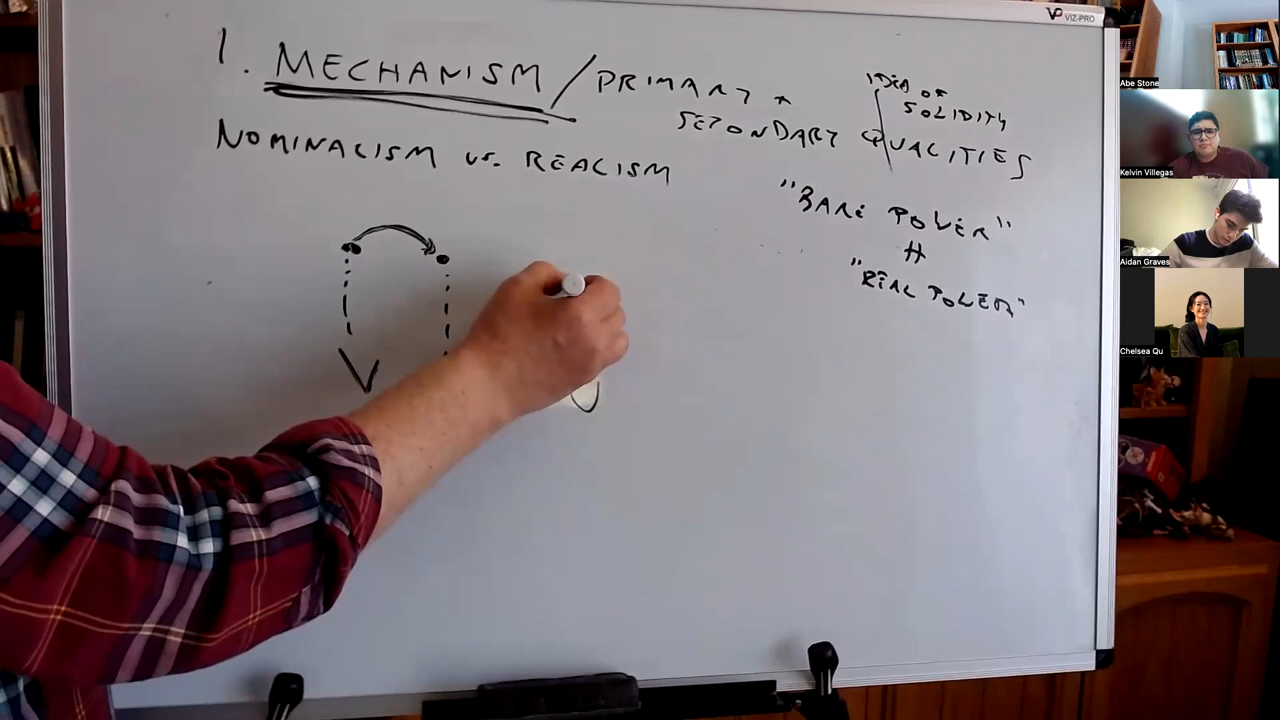 1. MECHANISM / PRIMARY +
SECONDARY QUALITIES
IDEA OF
SOLIDITY
NOMINALISM vs. REALISM
"BARE POWER"
≠
"REAL POWER"
VP VIZ-PRO
Abe Stone
Kelvin Villegas
Aidan Graves
Chelsea Qu